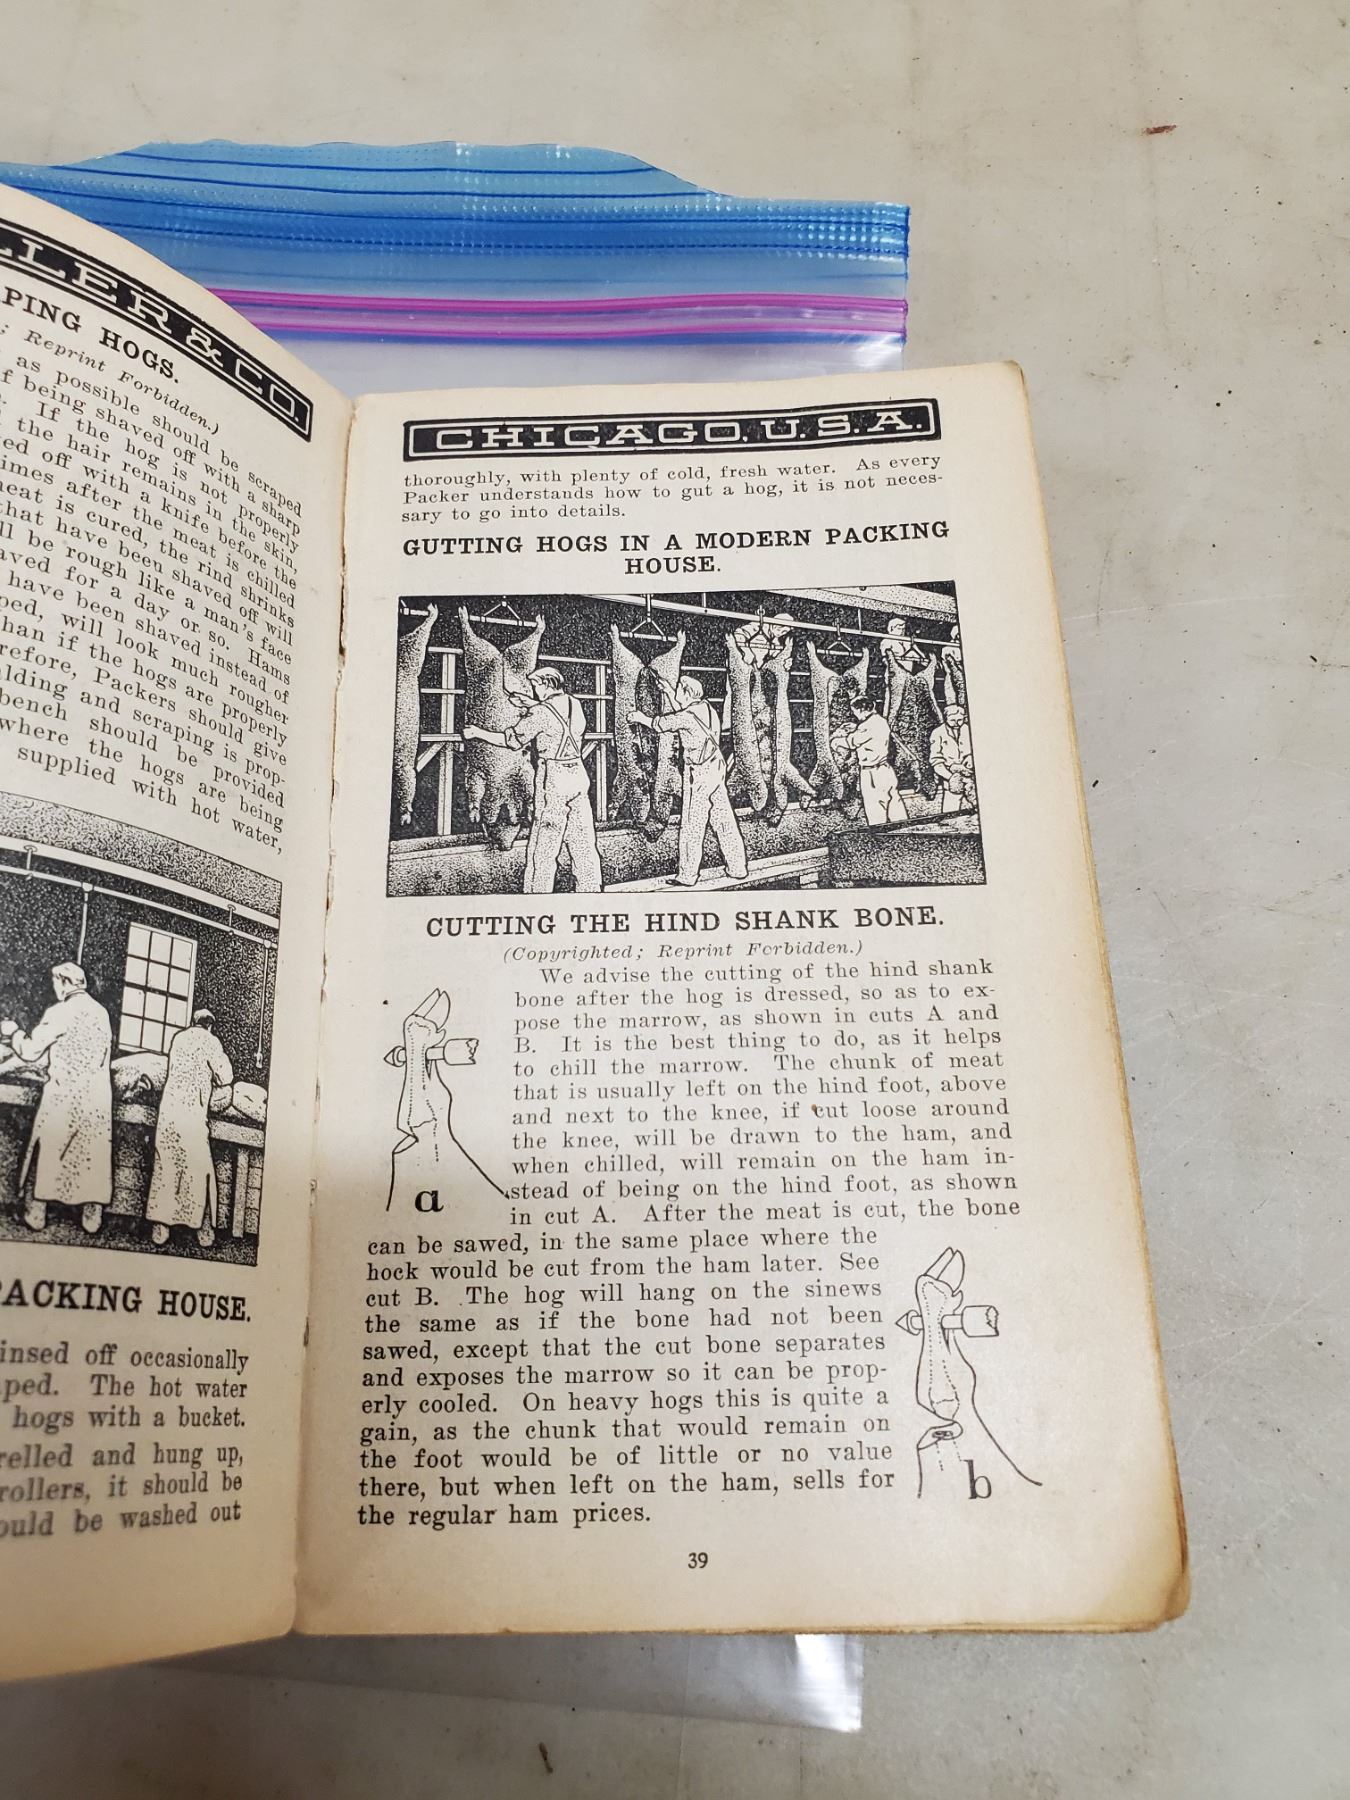 LLER & CO.
PING HOGS.
; Reprint Forbidden.)
as possible should be scraped
f being shaved off with a sharp
If the hog is not properly
the hair remains in the skin,
ed off with a knife before the
imes after the meat is chilled
eat is cured, the rind shrinks
that have been shaved off will
ll be rough like a man's face
aved for a day or so. Hams
have been shaved instead of
ped, will look much rougher
han if the hogs are properly
refore, Packers should give
lding and scraping is prop-
bench should be provided
where the hogs are being
supplied with hot water,
PACKING HOUSE.
insed off occasionally
ped. The hot water
hogs with a bucket.
relled and hung up,
rollers, it should be
ould be washed out
CHICAGO, U.S.A.
thoroughly, with plenty of cold, fresh water. As every
Packer understands how to gut a hog, it is not neces-
sary to go into details.
GUTTING HOGS IN A MODERN PACKING
HOUSE.
CUTTING THE HIND SHANK BONE.
(Copyrighted; Reprint Forbidden.)
We advise the cutting of the hind shank
bone after the hog is dressed, so as to ex-
pose the marrow, as shown in cuts A and
B. It is the best thing to do, as it helps
to chill the marrow. The chunk of meat
that is usually left on the hind foot, above
and next to the knee, if cut loose around
the knee, will be drawn to the ham, and
when chilled, will remain on the ham in-
stead of being on the hind foot, as shown
in cut A. After the meat is cut, the bone
a
can be sawed, in the same place where the
hock would be cut from the ham later. See
cut B. The hog will hang on the sinews
the same as if the bone had not been
sawed, except that the cut bone separates
and exposes the marrow so it can be prop-
erly cooled. On heavy hogs this is quite a
gain, as the chunk that would remain on
the foot would be of little or no value
there, but when left on the ham, sells for
the regular ham prices.
b
39